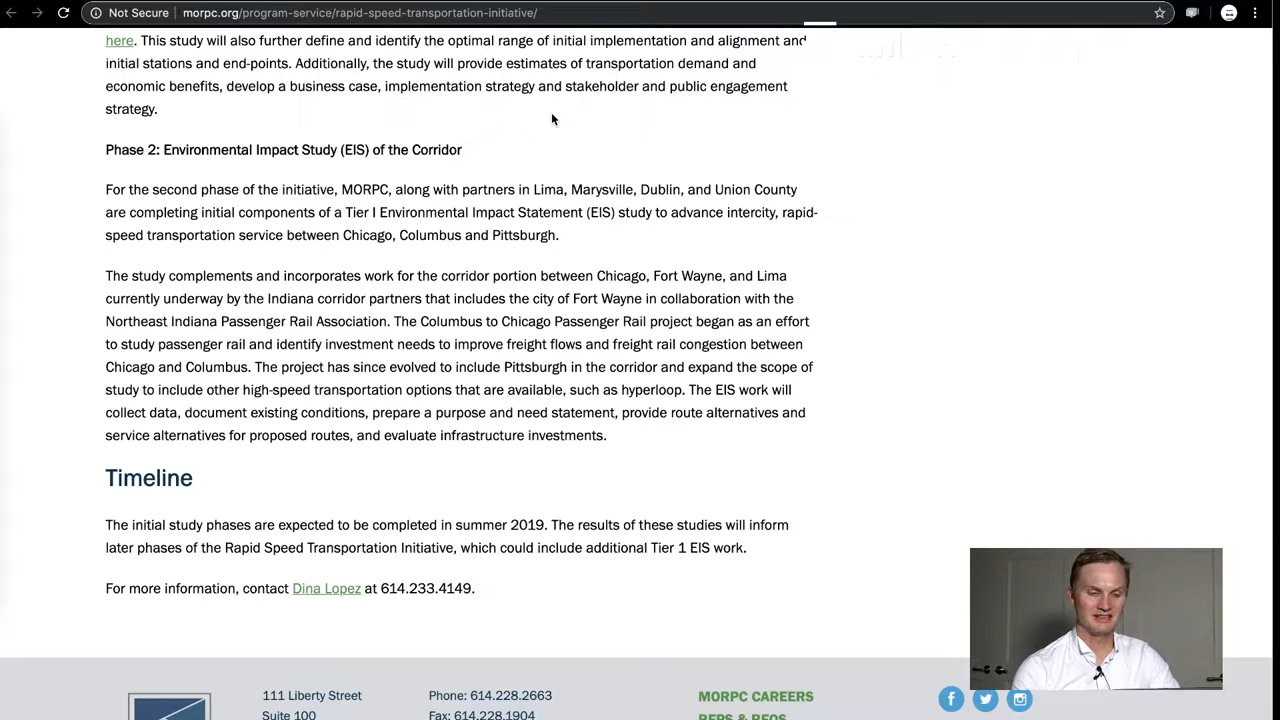 Not Secure | morpc.org/program-service/rapid-speed-transportation-initiative/
here. This study will also further define and identify the optimal range of initial implementation and alignment and
initial stations and end-points. Additionally, the study will provide estimates of transportation demand and
economic benefits, develop a business case, implementation strategy and stakeholder and public engagement
strategy.
Phase 2: Environmental Impact Study (EIS) of the Corridor
For the second phase of the initiative, MORPC, along with partners in Lima, Marysville, Dublin, and Union County
are completing initial components of a Tier I Environmental Impact Statement (EIS) study to advance intercity, rapid-
speed transportation service between Chicago, Columbus and Pittsburgh.
The study complements and incorporates work for the corridor portion between Chicago, Fort Wayne, and Lima
currently underway by the Indiana corridor partners that includes the city of Fort Wayne in collaboration with the
Northeast Indiana Passenger Rail Association. The Columbus to Chicago Passenger Rail project began as an effort
to study passenger rail and identify investment needs to improve freight flows and freight rail congestion between
Chicago and Columbus. The project has since evolved to include Pittsburgh in the corridor and expand the scope of
study to include other high-speed transportation options that are available, such as hyperloop. The EIS work will
collect data, document existing conditions, prepare a purpose and need statement, provide route alternatives and
service alternatives for proposed routes, and evaluate infrastructure investments.
Timeline
The initial study phases are expected to be completed in summer 2019. The results of these studies will inform
later phases of the Rapid Speed Transportation Initiative, which could include additional Tier 1 EIS work.
For more information, contact Dina Lopez at 614.233.4149.
111 Liberty Street
Suite 100
Phone: 614.228.2663
Fax: 614.228.1904
MORPC CAREERS
RFPS & RFQS